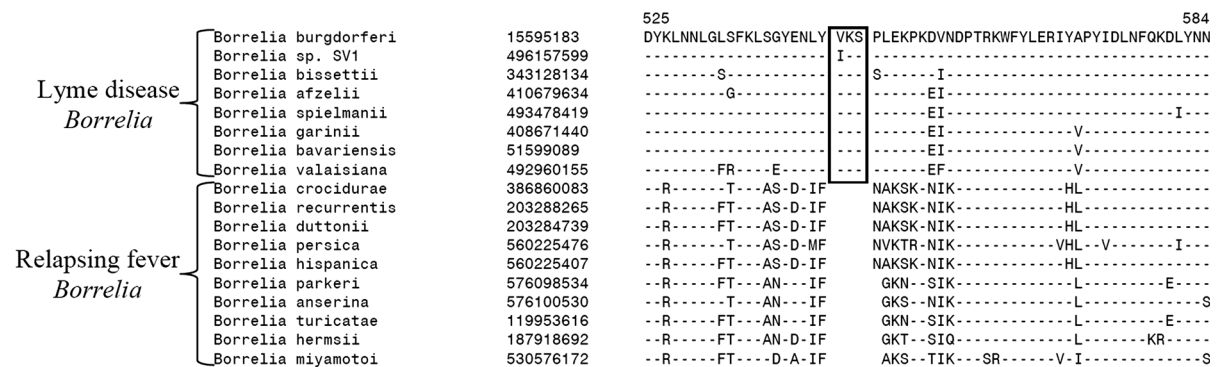 525 584
Borrelia burgdorferi 15595183 DYKLNNLGLSFKLSGYENLY VKS PLEKPKDVNDPTRKWFYLERIYAPYIDLNFQKDLYNN
Borrelia sp. SV1 496157599 -------------------- I-- -------------------------------------
Borrelia bissettii 343128134 --------S----------- --- S------I-----------------------------
Lyme disease
Borrelia afzelii 410679634 ---------G---------- --- ------EI-----------------------------
Borrelia
Borrelia spielmanii 493478419 -------------------- --- ------EI-------------------------I---
Borrelia garinii 408671440 -------------------- --- ------EI--------------V--------------
Borrelia bavariensis 51599089 -------------------- --- ------EI-----------------------------
Borrelia valaisiana 492960155 --------FR----E----- --- ------EF--------------V--------------
Borrelia crocidurae 386860083 --R------T---AS-D-IF NAKSK-NIK------------HL--------------
Borrelia recurrentis 203288265 --R-----FT---AS-D-IF NAKSK-NIK------------HL--------------
Borrelia duttonii 203284739 --R-----FT---AS-D-IF NAKSK-NIK------------HL--------------
Borrelia persica 560225476 --R------T---AS-D-MF NVKTR-NIK-----------VHL--I-------I---
Relapsing fever
Borrelia hispanica 560225407 --R-----FT---AS-D-IF NAKSK-NIK------------HL--------------
Borrelia
Borrelia parkeri 576098534 --R-----FT---AN---IF GKN--SIK-------------L---------E----
Borrelia anserina 576100530 --R------T---AN---IF GKS--NIK-------------L-------------S
Borrelia turicatae 119953616 --R-----FT---AN---IF GKN--SIK-------------L---------E----
Borrelia hermsii 187918692 --R-----FT---AN-D-IF GKT--SIQ-------------L-------KR-----
Borrelia miyamotoi 530576172 --R-----FT----D-A-IF AKS--TIK---SR------V-I-------------S